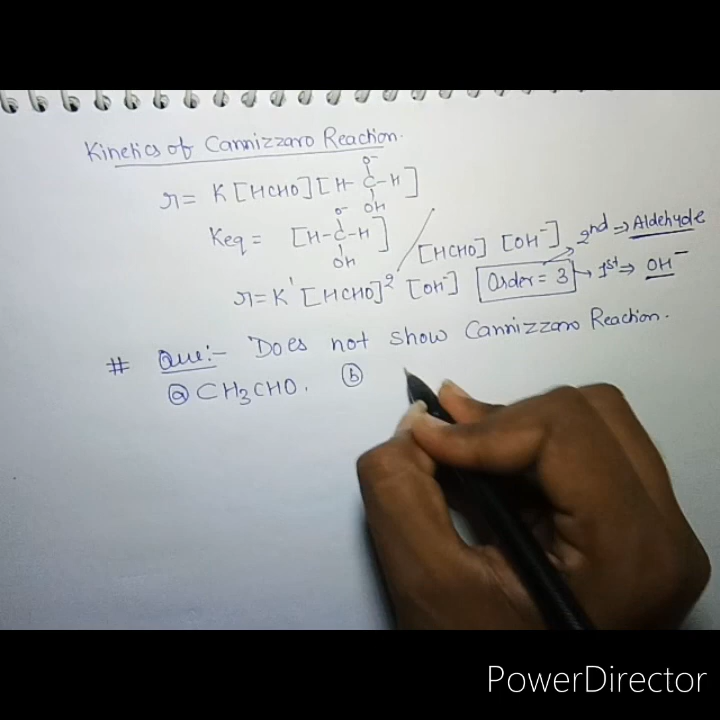 Kinetics of Cannizzaro Reaction.
r = K [HCHO] [H-C-H]
O⁻
OH
Keq = [H-C-H] / [HCHO] [OH⁻]
O⁻
OH
2nd ⇒ Aldehyde
r = K' [HCHO]² [OH⁻] Order = 3 → 1st ⇒ OH⁻
# Que:- Does not show Cannizzaro Reaction.
ⓐ CH₃CHO. ⓑ
PowerDirector